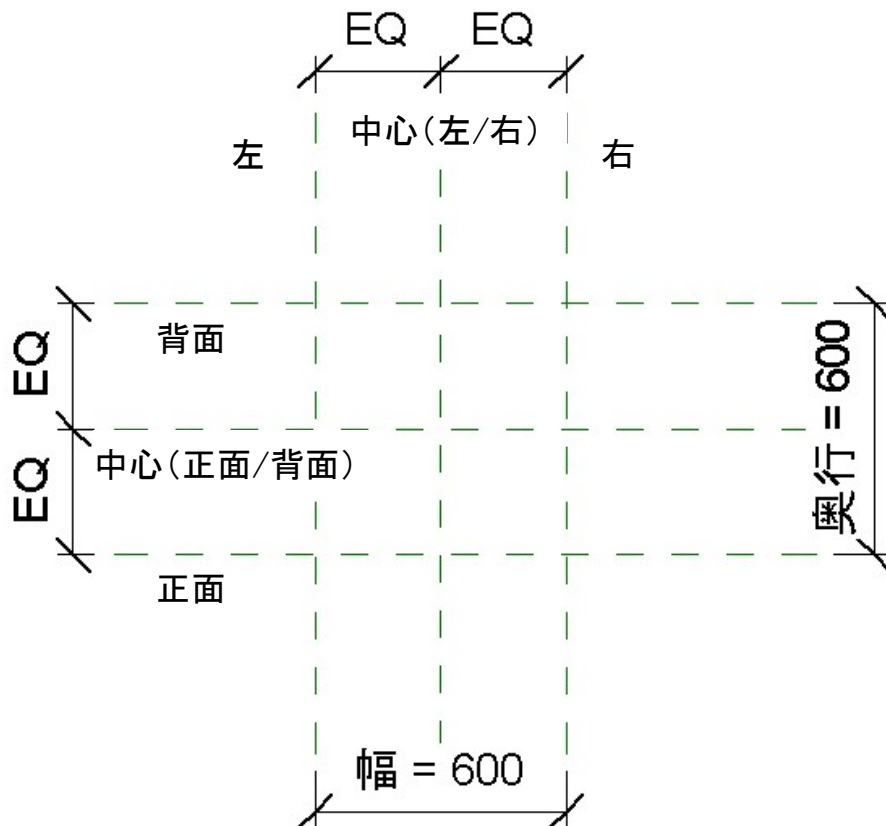 EQ EQ
中心(左/右)
左 右
背面
EQ
中心(正面/背面)
EQ
奥行 = 600
正面
幅 = 600